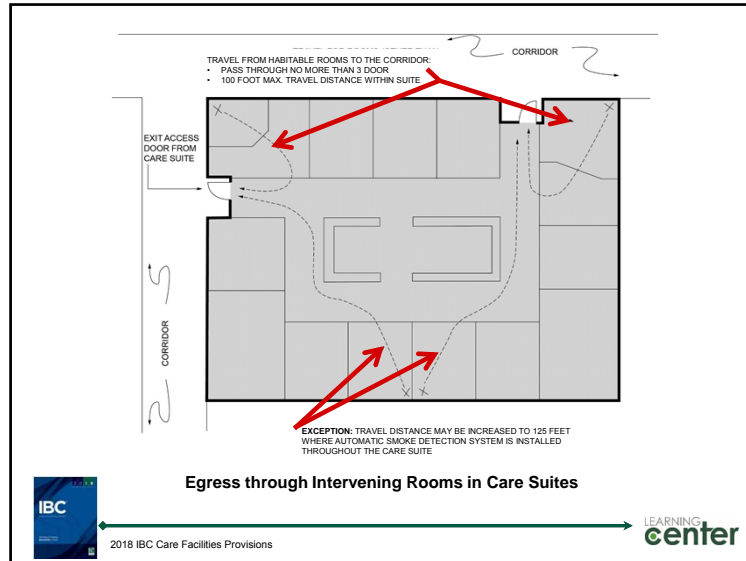 CORRIDOR
TRAVEL FROM HABITABLE ROOMS TO THE CORRIDOR:
• PASS THROUGH NO MORE THAN 3 DOOR
• 100 FOOT MAX. TRAVEL DISTANCE WITHIN SUITE
EXIT ACCESS
DOOR FROM
CARE SUITE
CORRIDOR
EXCEPTION: TRAVEL DISTANCE MAY BE INCREASED TO 125 FEET
WHERE AUTOMATIC SMOKE DETECTION SYSTEM IS INSTALLED
THROUGHOUT THE CARE SUITE
Egress through Intervening Rooms in Care Suites
IBC
2018 IBC Care Facilities Provisions
LEARNING
center